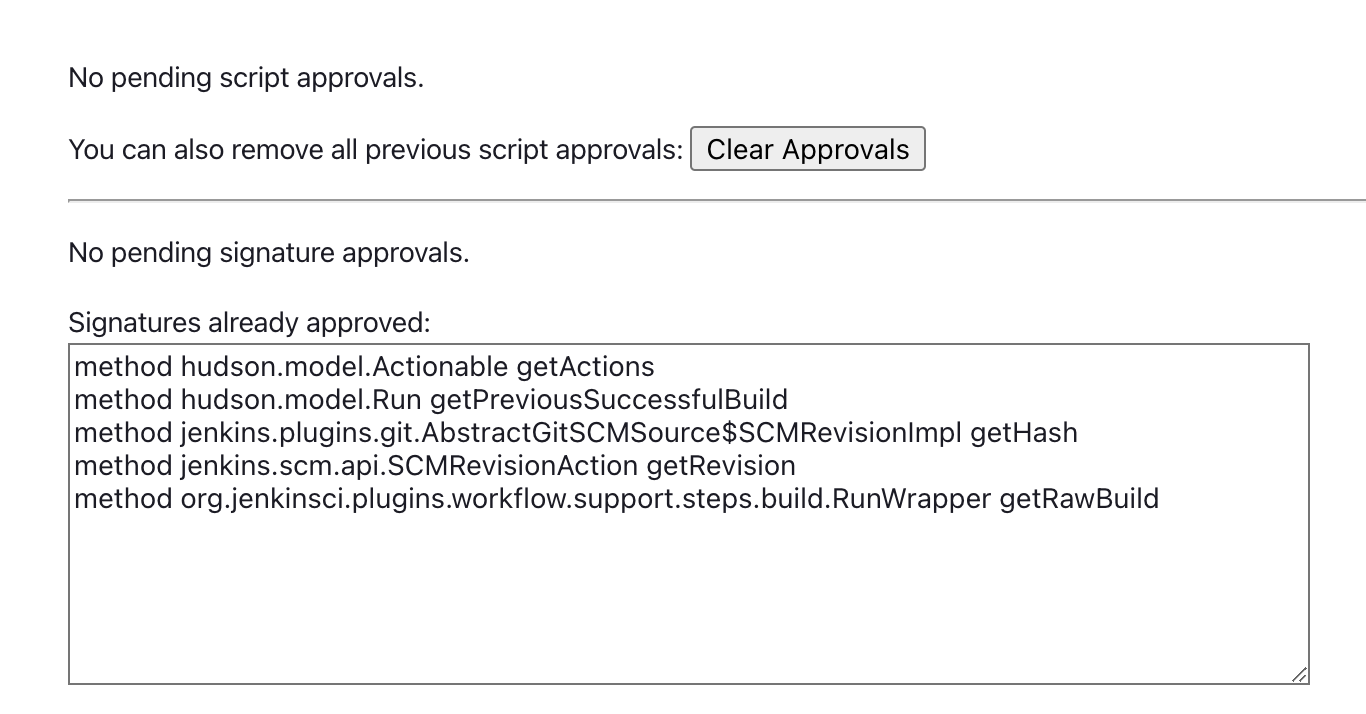 No pending script approvals.
You can also remove all previous script approvals: Clear Approvals
No pending signature approvals.
Signatures already approved:
method hudson.model.Actionable getActions
method hudson.model.Run getPreviousSuccessfulBuild
method jenkins.plugins.git.AbstractGitSCMSource$SCMRevisionImpl getHash
method jenkins.scm.api.SCMRevisionAction getRevision
method org.jenkinsci.plugins.workflow.support.steps.build.RunWrapper getRawBuild